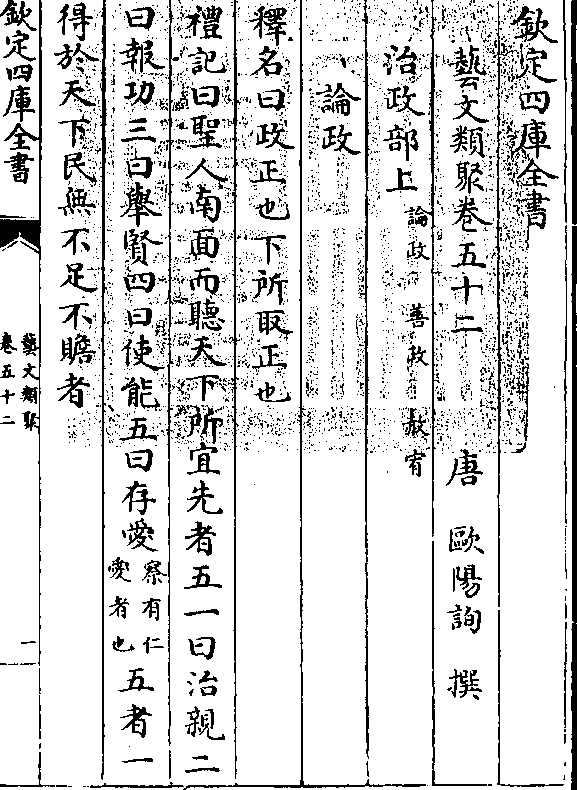 欽定四庫全書
藝文類聚卷五十二
唐 歐陽詢 撰
治政部上 論政 善政 赦宥
論政
釋名曰政正也下所取正也
禮記曰聖人南面而聽天下所宜先者五一曰治親二
曰報功三曰舉賢四曰使能五曰存愛察有仁愛者也五者一
得於天下民無不足不贍者
欽定四庫全書
藝文類聚
卷五十二
一